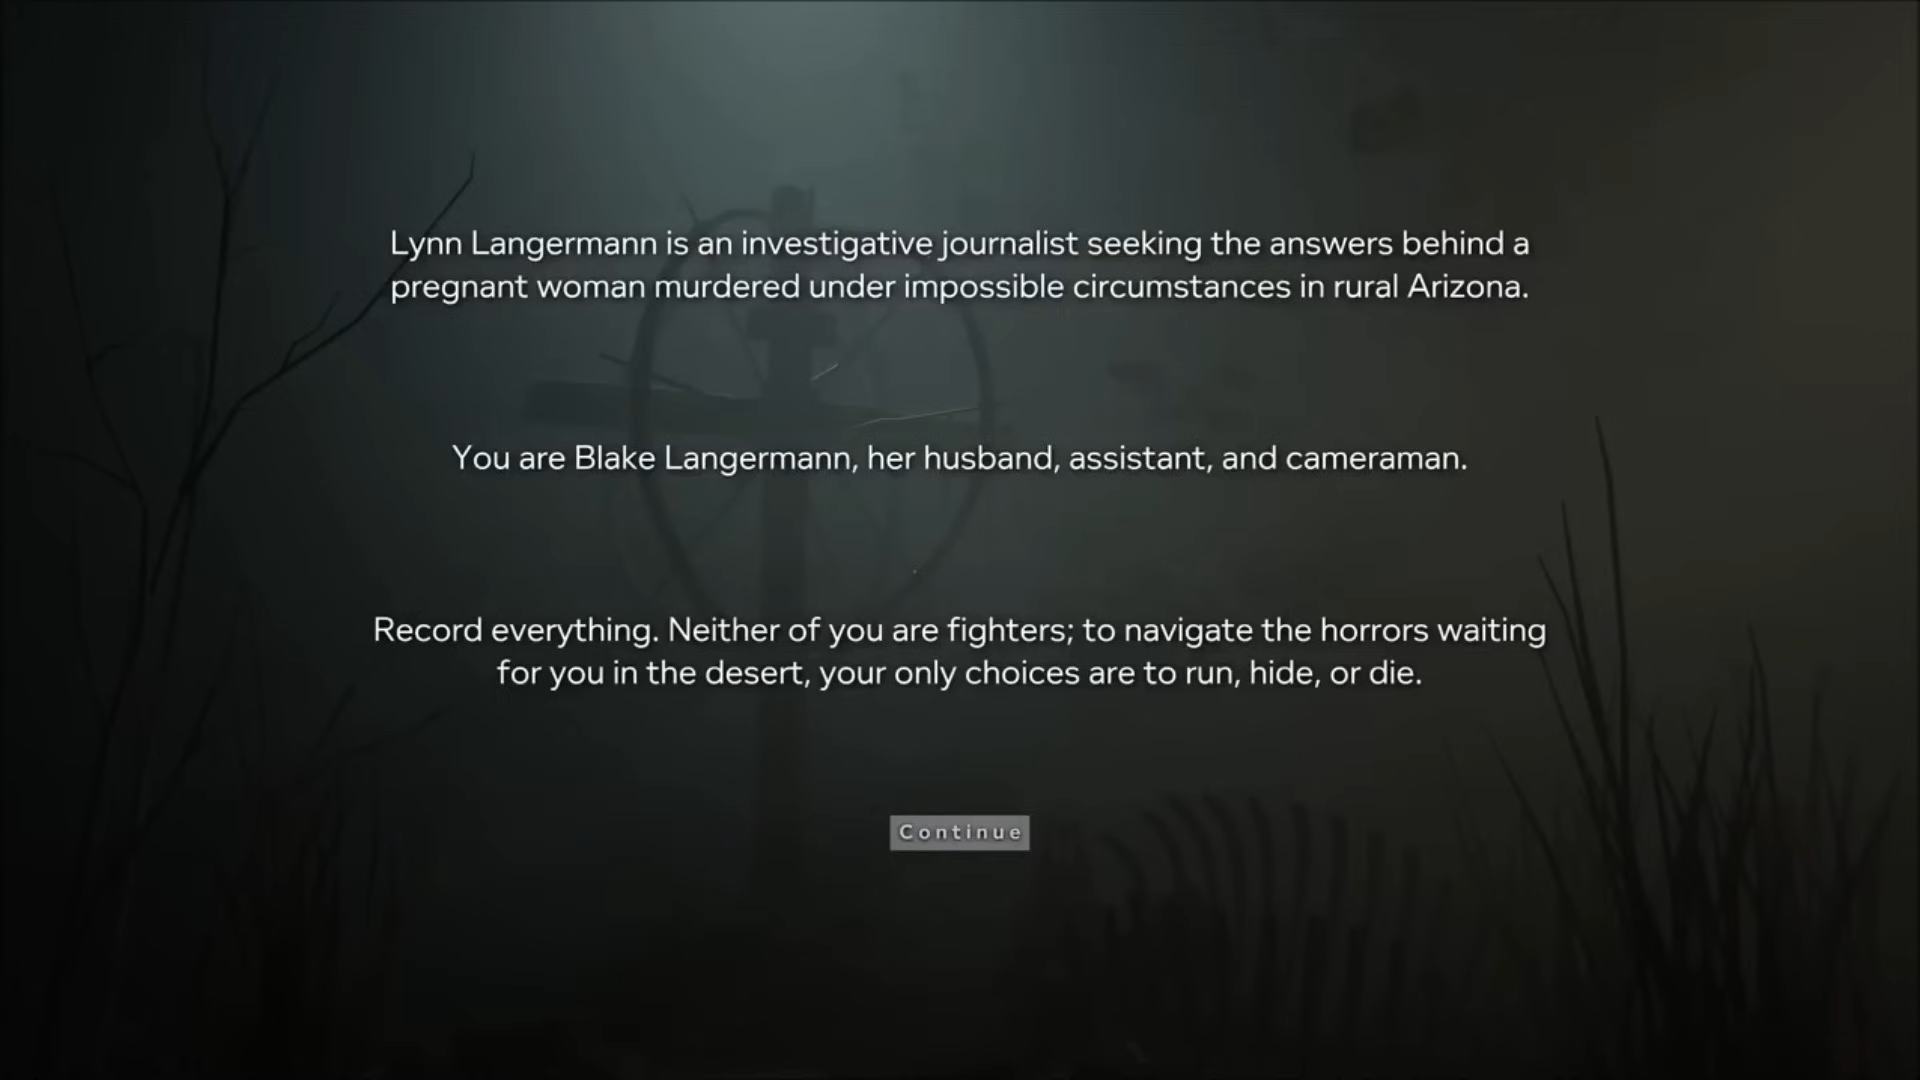 Lynn Langermann is an investigative journalist seeking the answers behind a
pregnant woman murdered under impossible circumstances in rural Arizona.
You are Blake Langermann, her husband, assistant, and cameraman.
Record everything. Neither of you are fighters; to navigate the horrors waiting
for you in the desert, your only choices are to run, hide, or die.
Continue